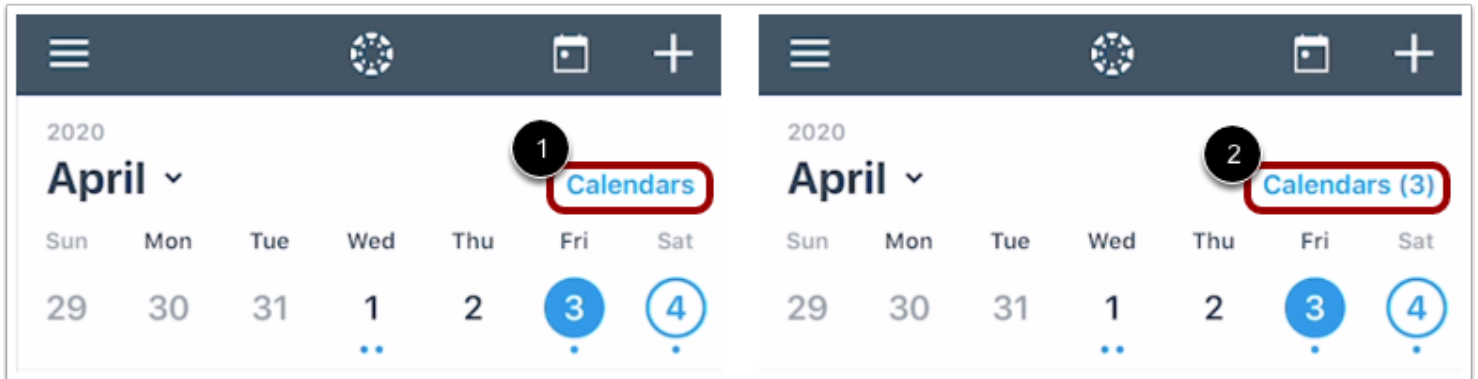 2020
April
1
Calendars
Sun Mon Tue Wed Thu Fri Sat
29 30 31 1 2 3 4
2020
April
2
Calendars (3)
Sun Mon Tue Wed Thu Fri Sat
29 30 31 1 2 3 4